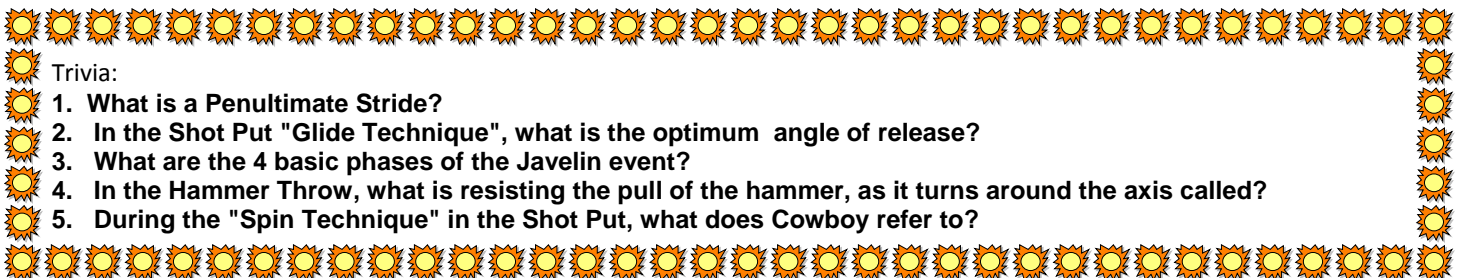 Trivia:
1. What is a Penultimate Stride?
2. In the Shot Put "Glide Technique", what is the optimum angle of release?
3. What are the 4 basic phases of the Javelin event?
4. In the Hammer Throw, what is resisting the pull of the hammer, as it turns around the axis called?
5. During the "Spin Technique" in the Shot Put, what does Cowboy refer to?